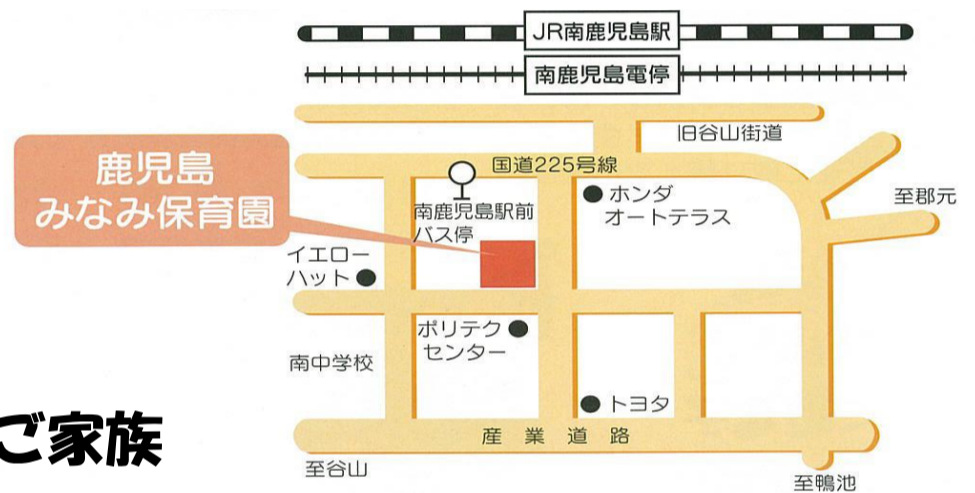 JR南鹿児島駅
南鹿児島電停
旧谷山街道
鹿児島
みなみ保育園
国道225号線
ホンダ
オートテラス
至郡元
南鹿児島駅前
バス停
イエロー
ハット
ポリテク
センター
南中学校
トヨタ
ご家族
産業道路
至谷山
至鴨池